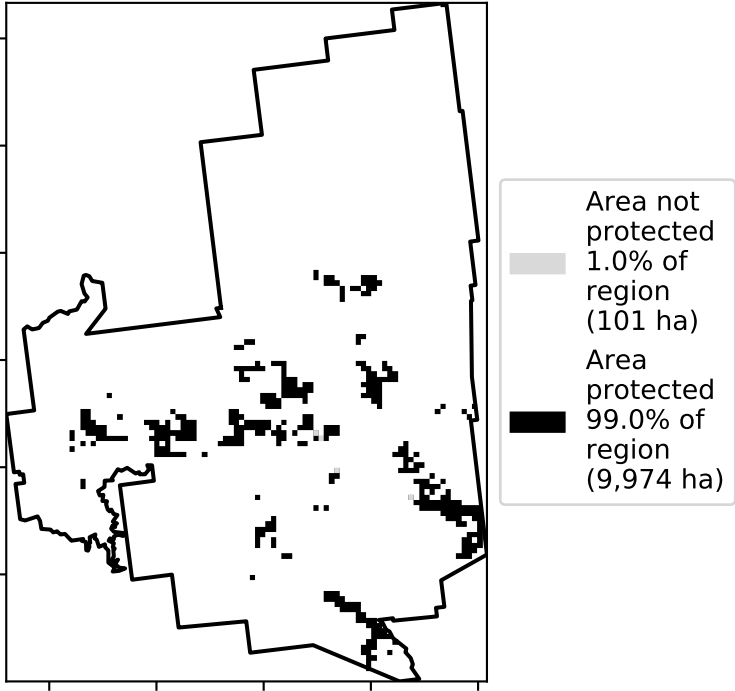 Area not
protected
1.0% of
region
(101 ha)
Area
protected
99.0% of
region
(9,974 ha)